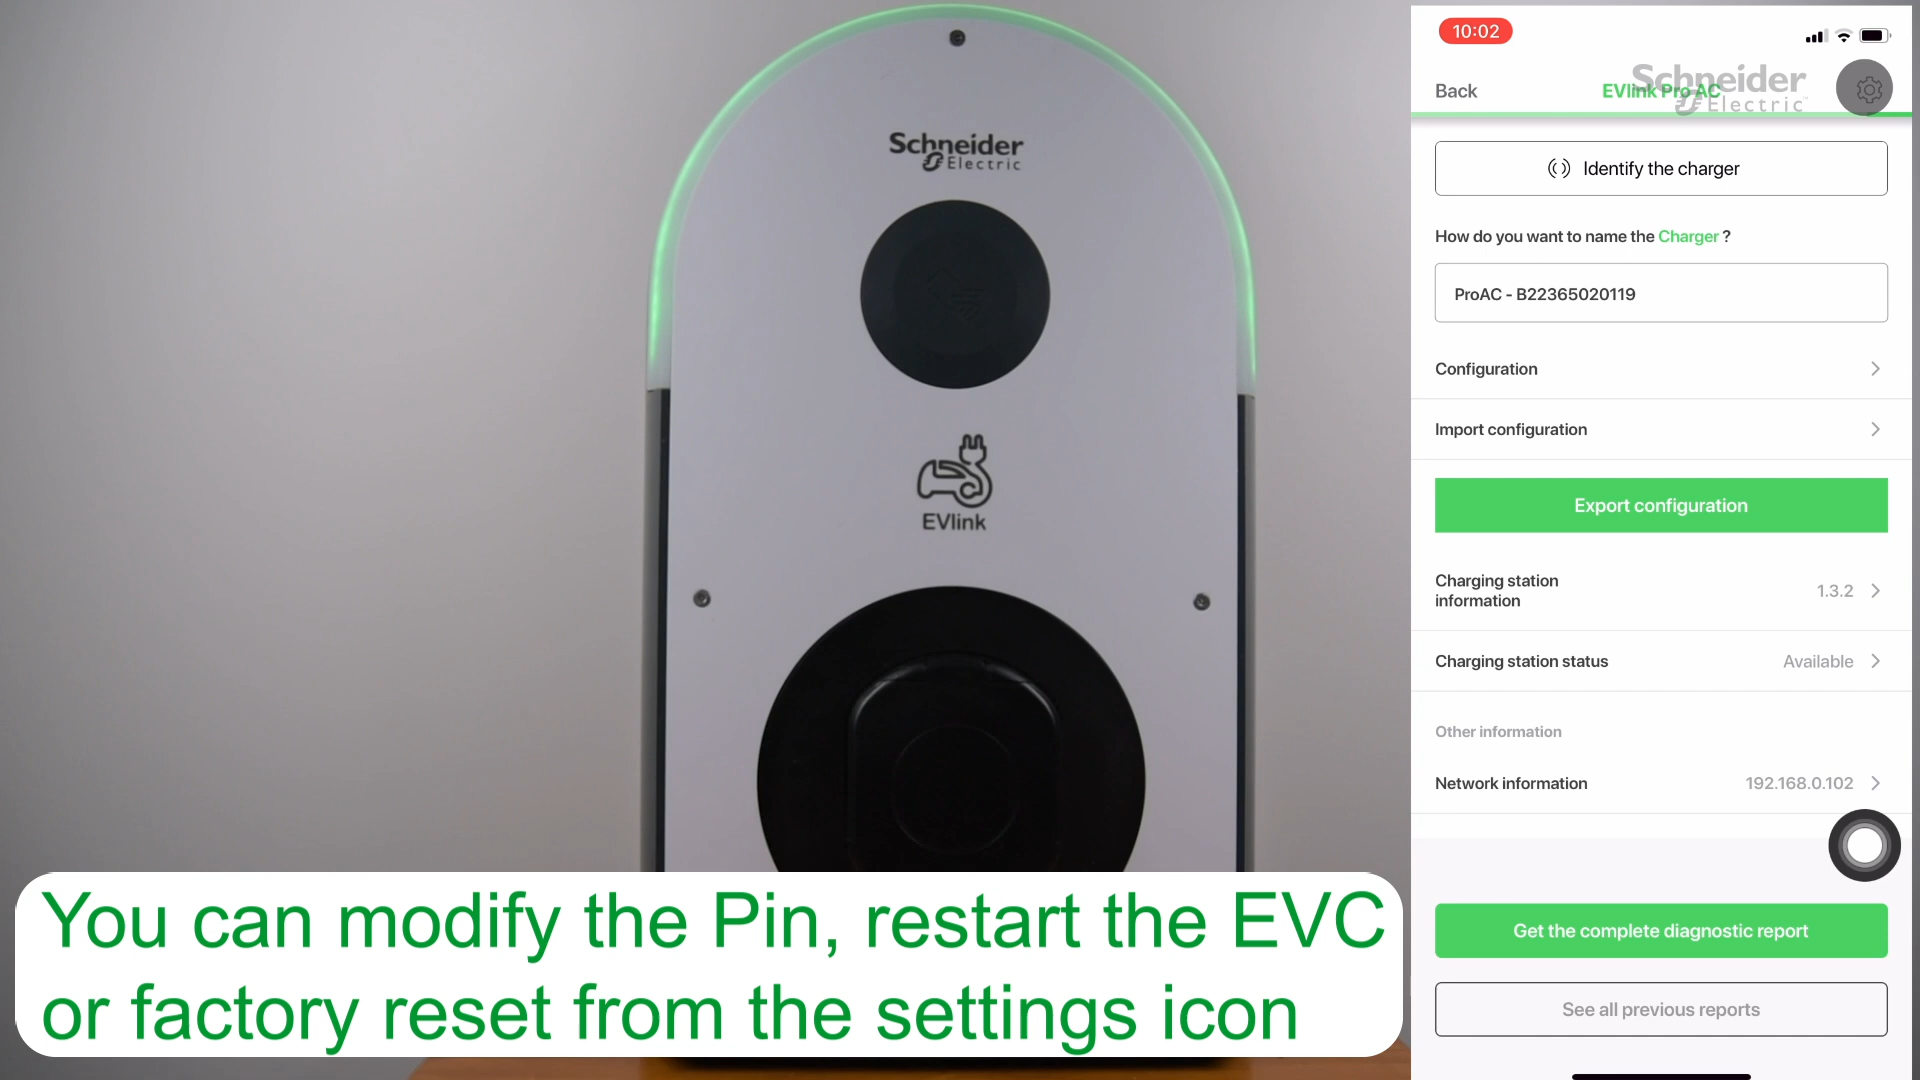 Schneider
Electric
EVlink
You can modify the Pin, restart the EVC
or factory reset from the settings icon
10:02
Back
EVlink Pro AC
Schneider
Electric
Identify the charger
How do you want to name the Charger ?
ProAC - B22365020119
Configuration
Import configuration
Export configuration
Charging station
information
1.3.2
Charging station status
Available
Other information
Network information
192.168.0.102
Get the complete diagnostic report
See all previous reports